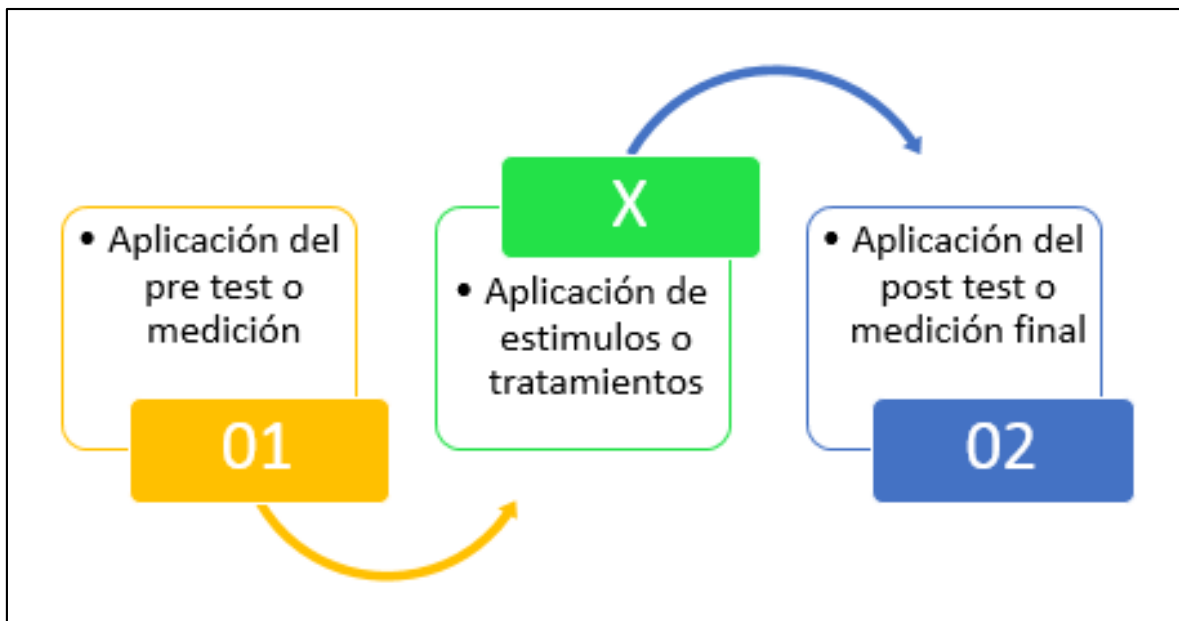 • Aplicación del
pre test o
medición
01
X
• Aplicación de
estimulos o
tratamientos
• Aplicación del
post test o
medición final
02